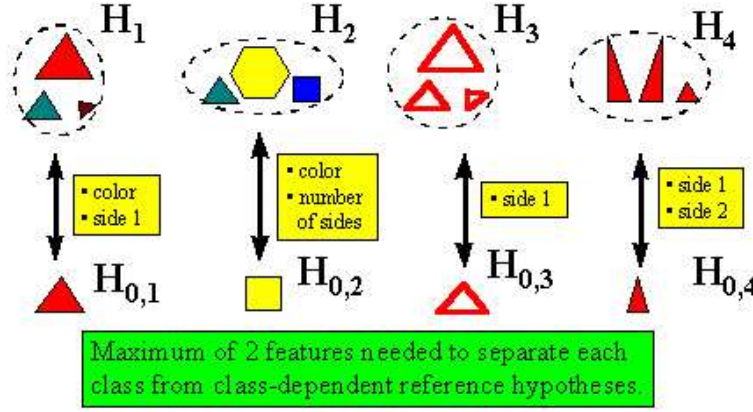 H1 H2 H3 H4
▪ color
▪ side 1
▪ color
▪ number
of sides
▪ side 1
▪ side 1
▪ side 2
H0,1 H0,2 H0,3 H0,4
Maximum of 2 features needed to separate each
class from class-dependent reference hypotheses.